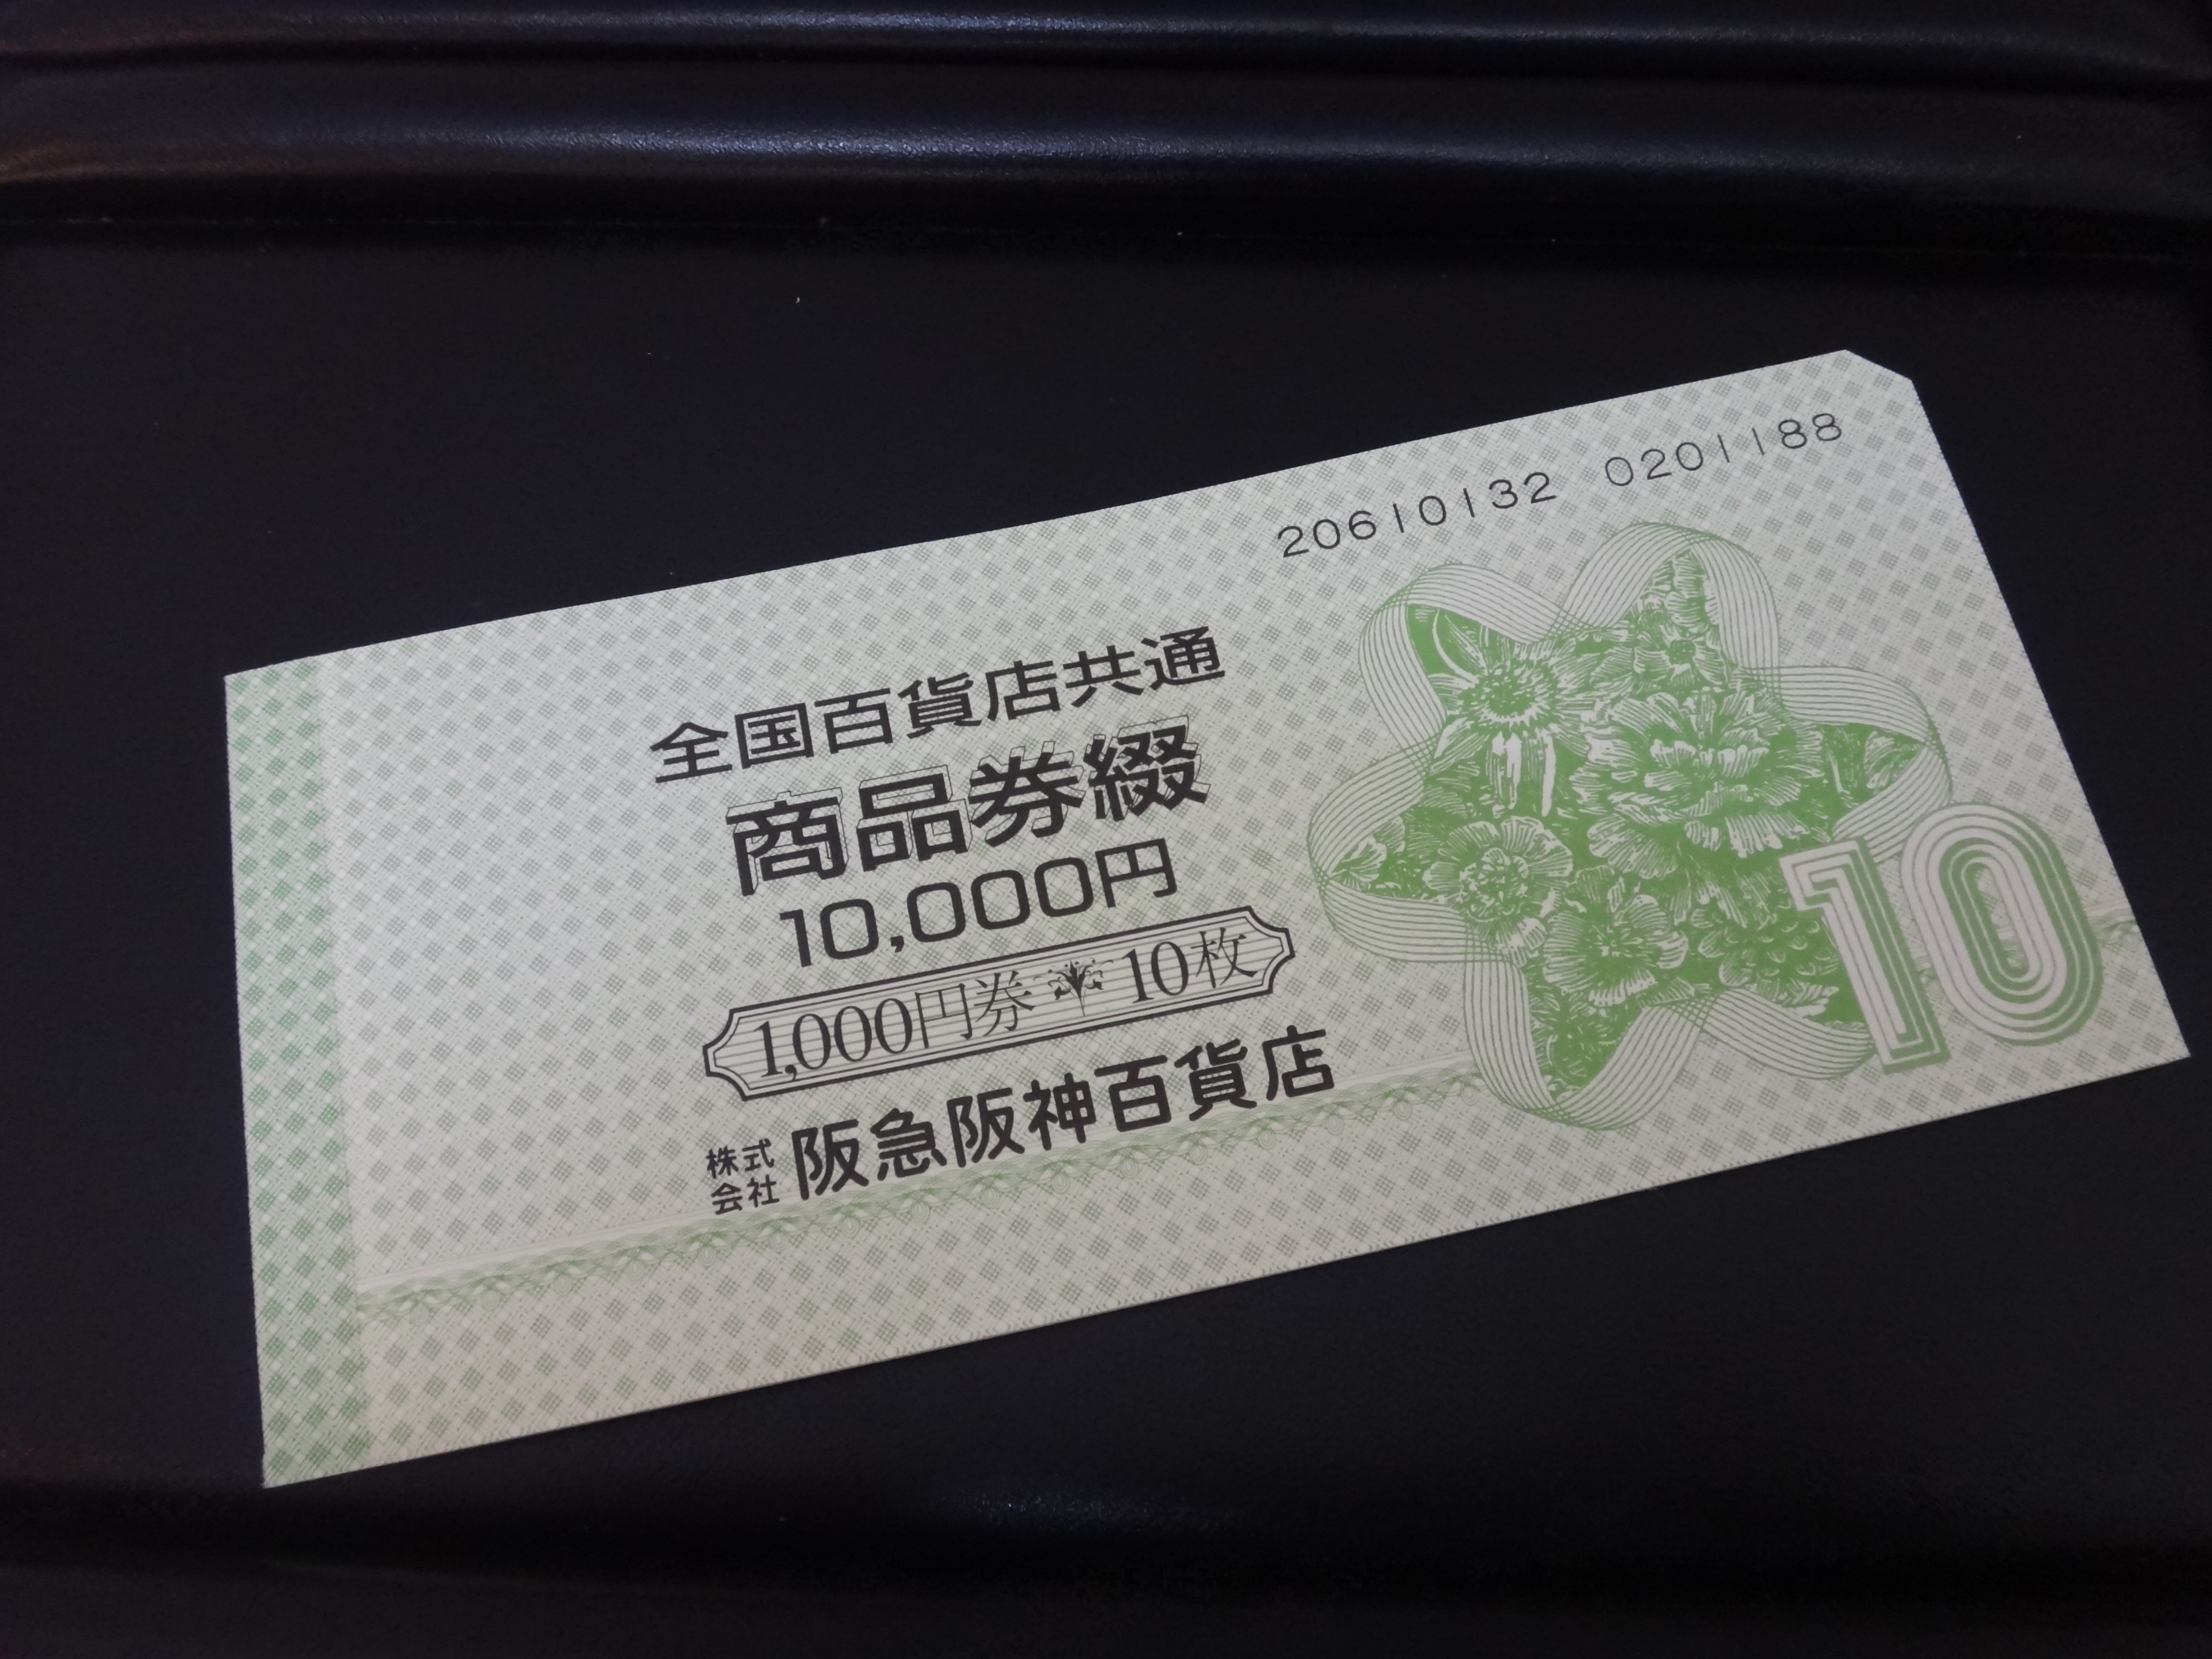 20610132 0201188
全国百貨店共通
商品券綴
10,000円
1,000円券 10枚
株式会社 阪急阪神百貨店
10